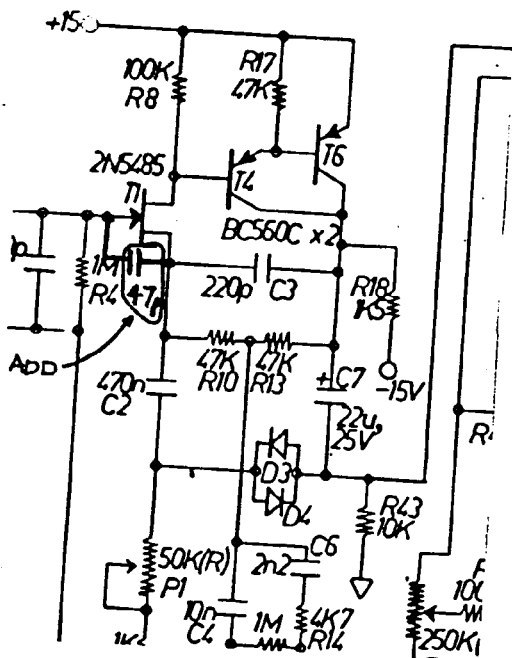 +15
100K
R8
R17
47K
2N5485
T1
T4
T6
BC560C x2
1M
R4
47p
220p
C3
R18
1K5
ADD
47K
R10
47K
R13
+
C7
22u,
25V
-15V
470n
C2
D3
D4
R43
10K
50K(R)
P1
C6
2n2
10n
C4
1M
4K7
R14
250K